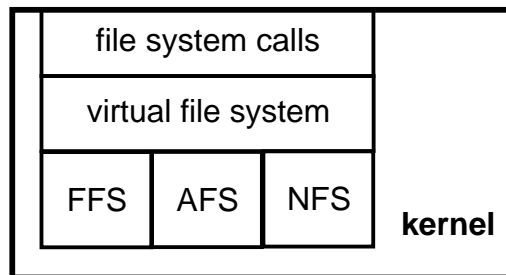 file system calls
virtual file system
FFS AFS NFS
kernel